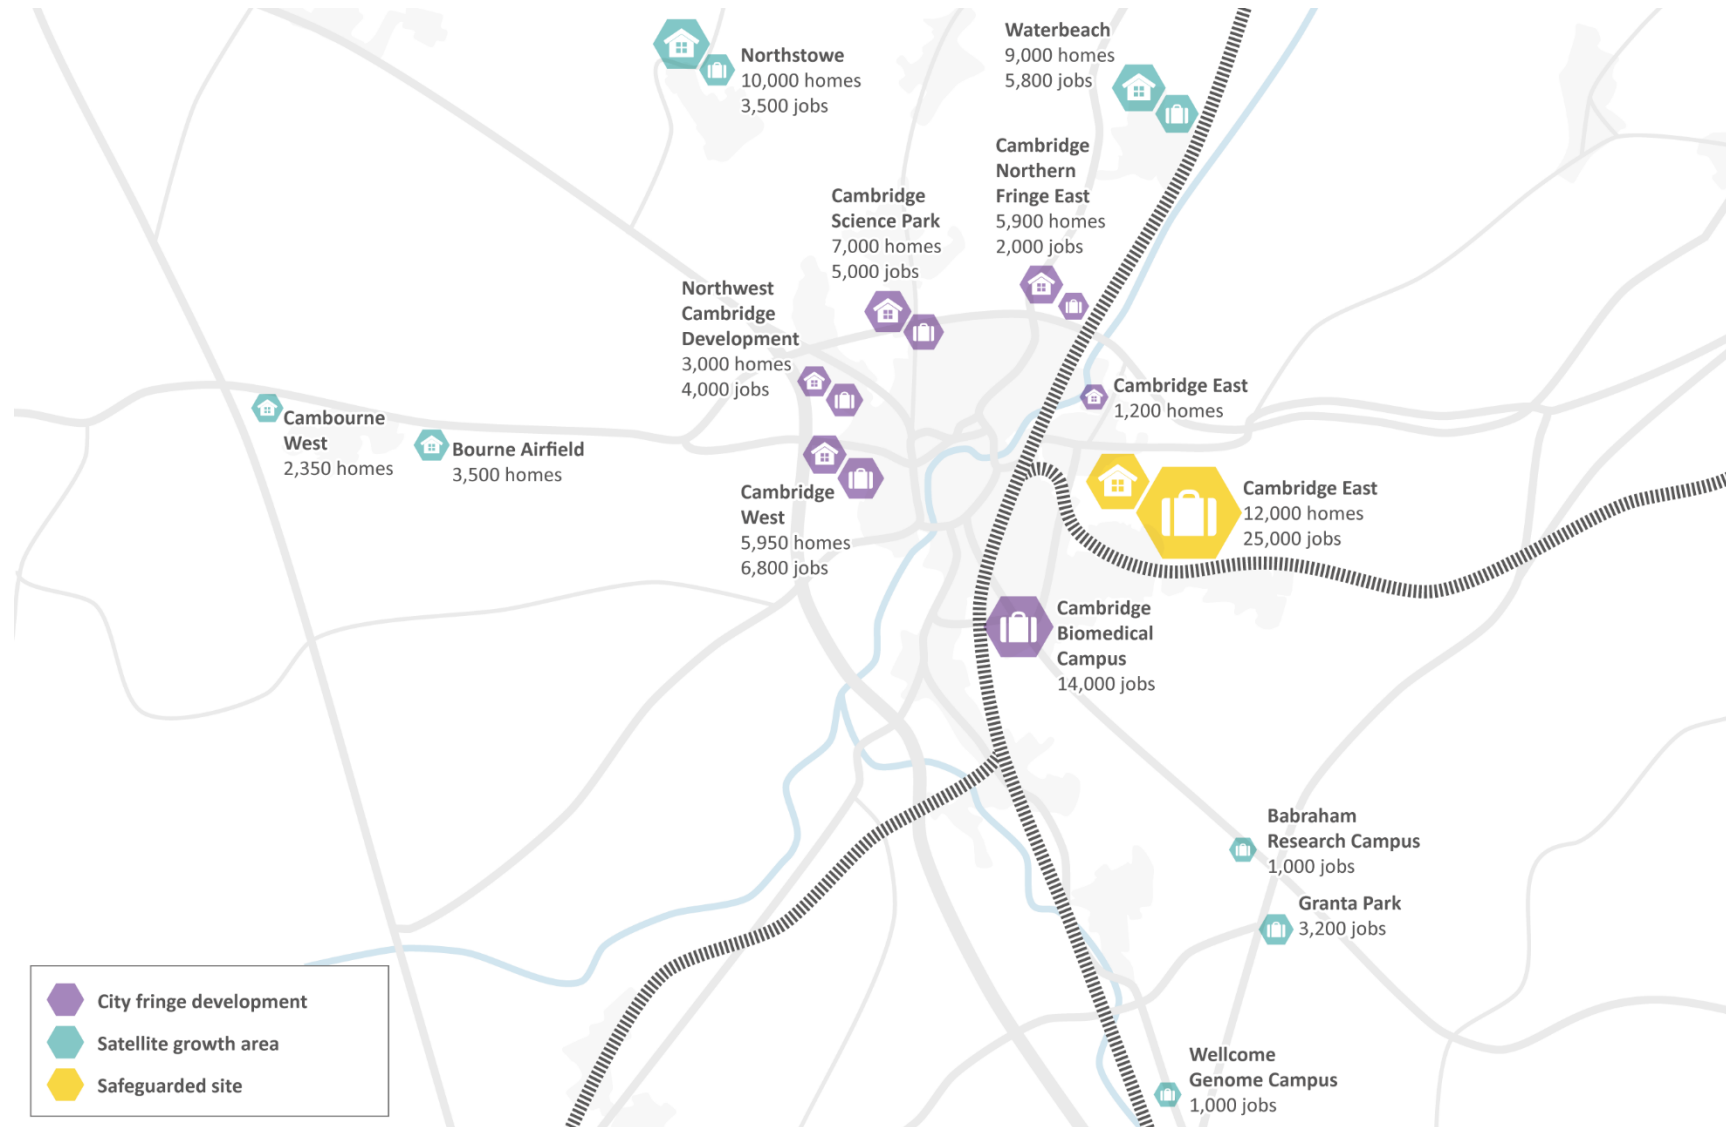 Northstowe
10,000 homes
3,500 jobs
Waterbeach
9,000 homes
5,800 jobs
Cambridge
Northern
Fringe East
5,900 homes
2,000 jobs
Cambridge
Science Park
7,000 homes
5,000 jobs
Northwest
Cambridge
Development
3,000 homes
4,000 jobs
Cambridge East
1,200 homes
Cambourne
West
2,350 homes
Bourne Airfield
3,500 homes
Cambridge
West
5,950 homes
6,800 jobs
Cambridge East
12,000 homes
25,000 jobs
Cambridge
Biomedical
Campus
14,000 jobs
Babraham
Research Campus
1,000 jobs
Granta Park
3,200 jobs
Wellcome
Genome Campus
1,000 jobs
City fringe development
Satellite growth area
Safeguarded site